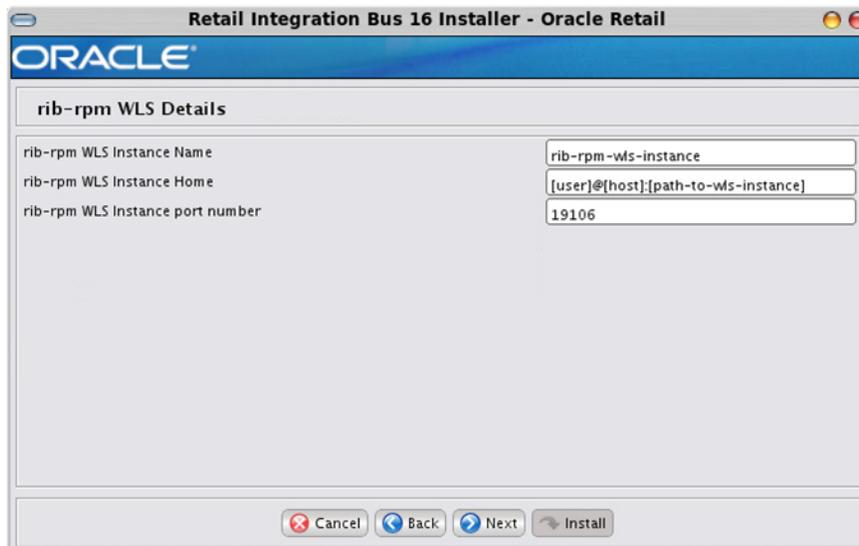 Retail Integration Bus 16 Installer - Oracle Retail
ORACLE®
rib-rpm WLS Details
rib-rpm WLS Instance Name
rib-rpm-wls-instance
rib-rpm WLS Instance Home
[user]@[host]:[path-to-wls-instance]
rib-rpm WLS Instance port number
19106
Cancel Back Next Install